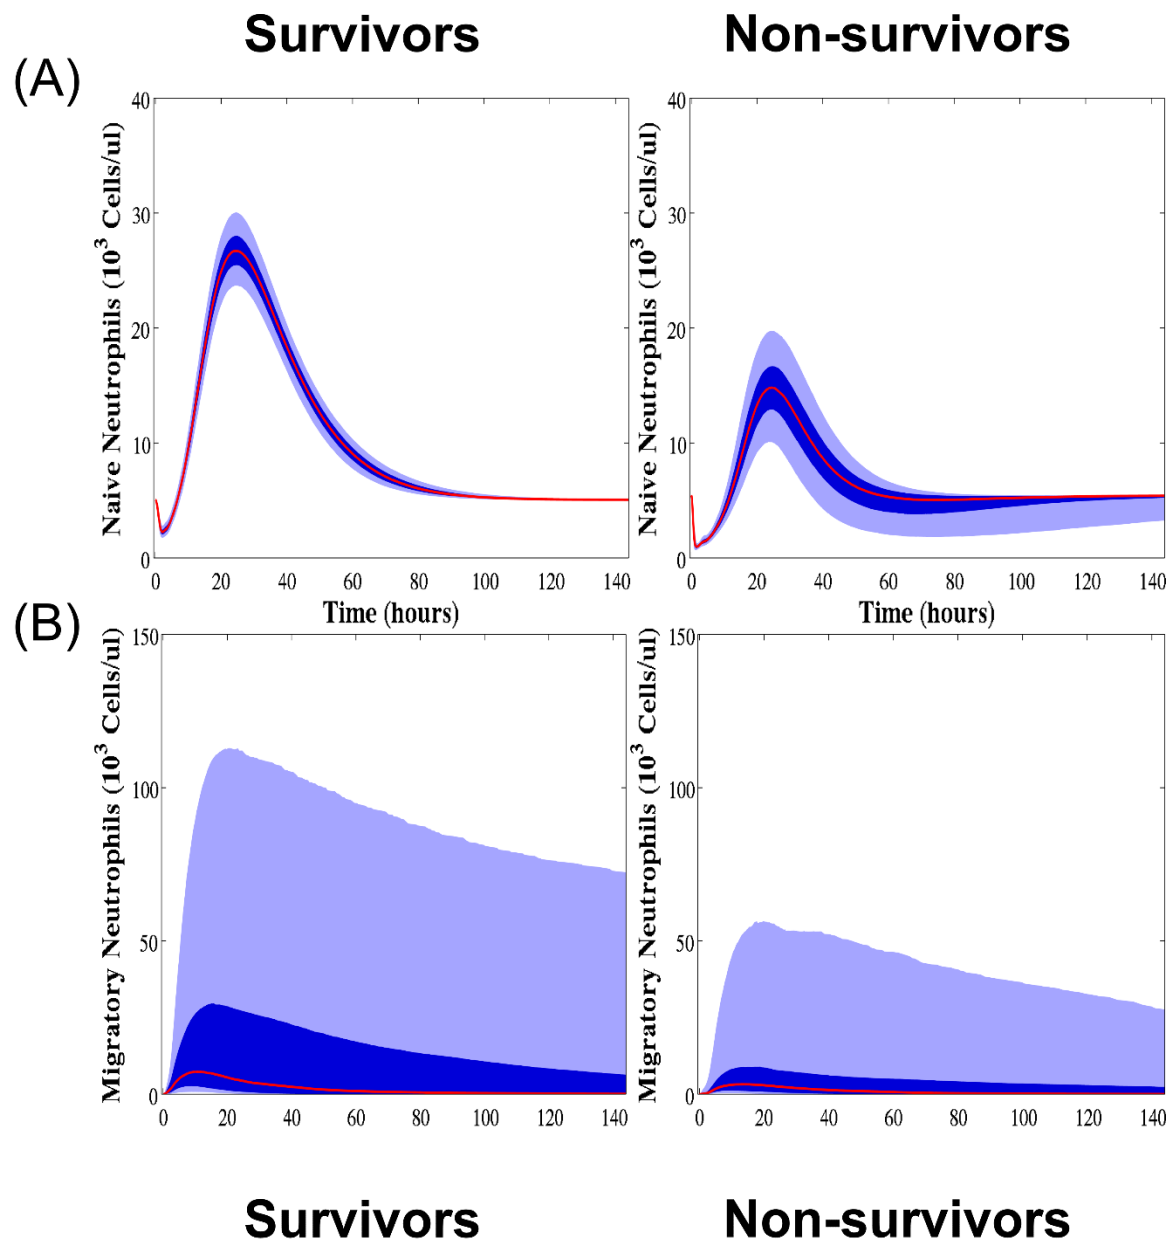 Survivors Non-survivors
(A)
Naive Neutrophils (10³ Cells/ul)
40
30
20
10
0
0 20 40 60 80 100 120 140
Time (hours)
Naive Neutrophils (10³ Cells/ul)
40
30
20
10
0
0 20 40 60 80 100 120 140
Time (hours)
(B)
Migratory Neutrophils (10³ Cells/ul)
150
100
50
0
0 20 40 60 80 100 120 140
Migratory Neutrophils (10³ Cells/ul)
150
100
50
0
0 20 40 60 80 100 120 140
Survivors Non-survivors